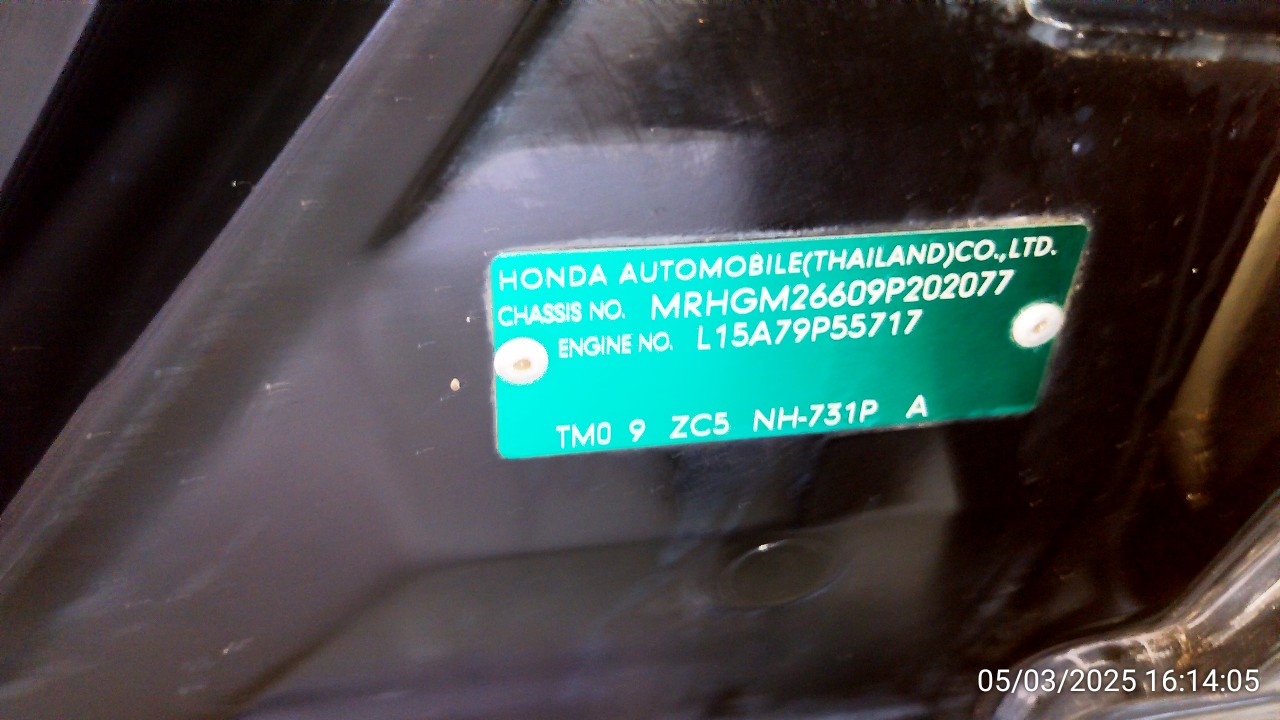 HONDA AUTOMOBILE(THAILAND)CO.,LTD.
CHASSIS NO. MRHGM26609P202077
ENGINE NO. L15A79P55717
TM0 9 ZC5 NH-731P A
05/03/2025 16:14:05